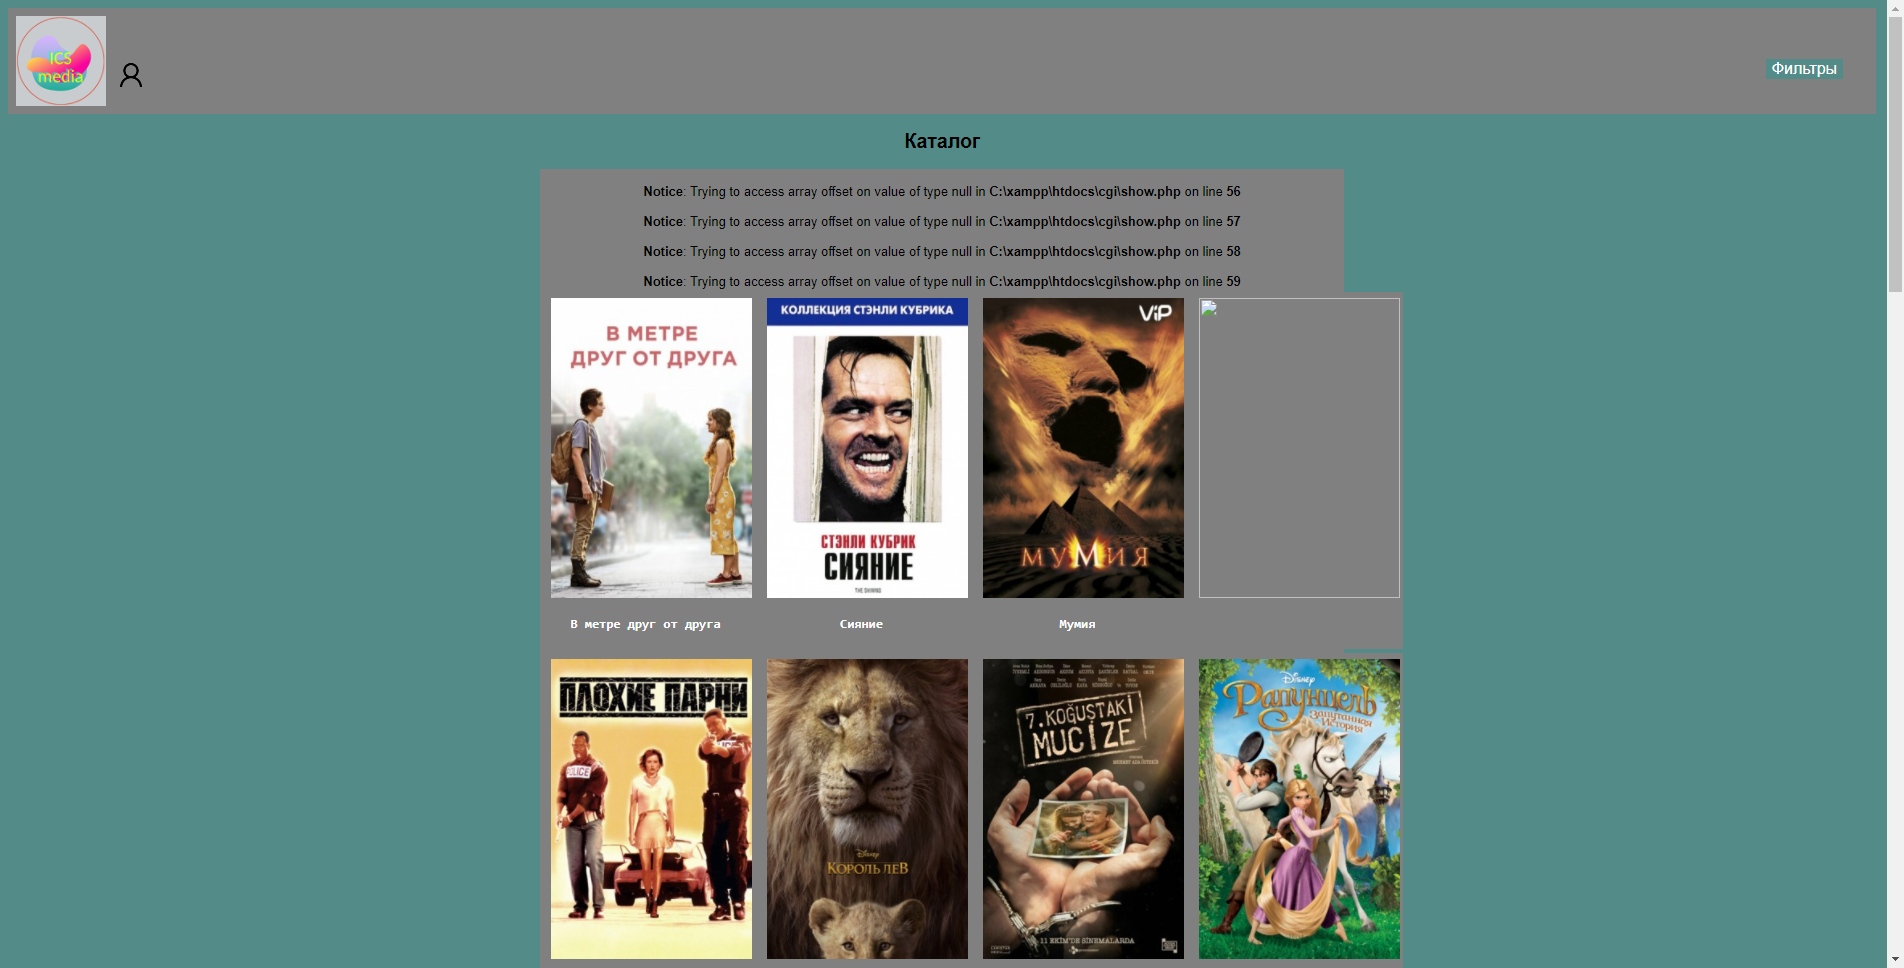 ICS
media
Фильтры
Каталог
Notice: Trying to access array offset on value of type null in C:\xampp\htdocs\cgi\show.php on line 56
Notice: Trying to access array offset on value of type null in C:\xampp\htdocs\cgi\show.php on line 57
Notice: Trying to access array offset on value of type null in C:\xampp\htdocs\cgi\show.php on line 58
Notice: Trying to access array offset on value of type null in C:\xampp\htdocs\cgi\show.php on line 59
В МЕТРЕ
ДРУГ ОТ ДРУГА
КОЛЛЕКЦИЯ СТЭНЛИ КУБРИКА
СТЭНЛИ КУБРИК
СИЯНИЕ
THE SHINING
ViP
МУМИЯ
В метре друг от друга
Сияние
Мумия
ПЛОХИЕ ПАРНИ
POLICE
Disney
КОРОЛЬ ЛЕВ
7. KOĞUŞTAKİ
MUCİZE
11 EKİM'DE SİNEMALARDA
Disney
Рапунцель
Запутанная
История